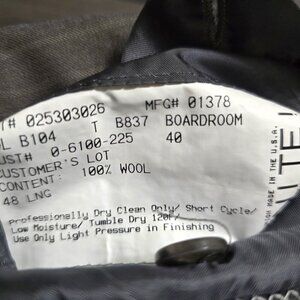 T# 025303026 MFG# 01378
L B104 T B837 BOARDROOM
UST# 0-6100-225 40
CUSTOMER'S LOT
CONTENT: 100% WOOL
48 LNG
Professionally Dry Clean Only/ Short Cycle/
Low Moisture/ Tumble Dry 120F/
Use Only Light Pressure in Finishing
MADE IN THE U.S.A.